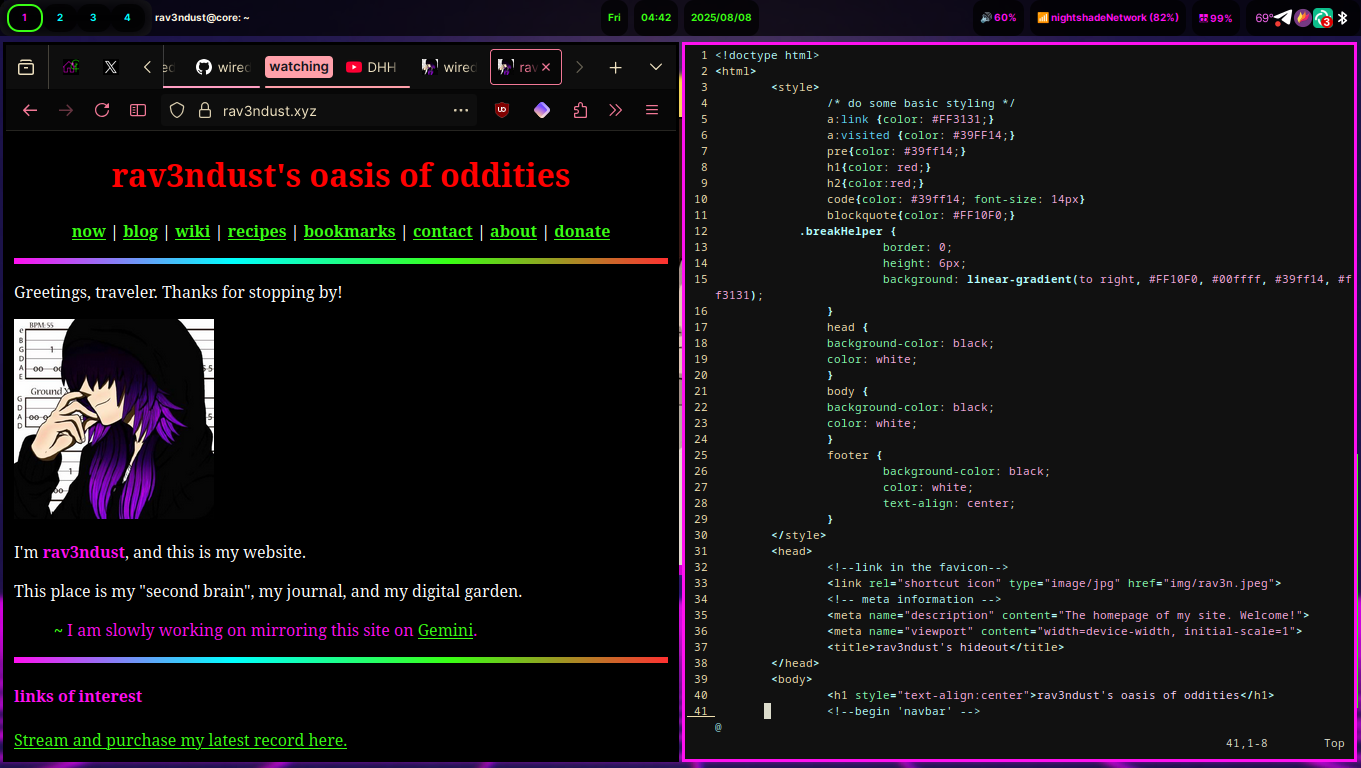 1 2 3 4 rav3ndust@core: ~ Fri 04:42 2025/08/08 60% nightshadeNetwork (82%) 99% 69° 3
ed wirec watching DHH wirec rav
rav3ndust.xyz
rav3ndust's oasis of oddities
now | blog | wiki | recipes | bookmarks | contact | about | donate
Greetings, traveler. Thanks for stopping by!
BPM:55
Ground
I'm rav3ndust, and this is my website.
This place is my "second brain", my journal, and my digital garden.
~ I am slowly working on mirroring this site on Gemini.
links of interest
Stream and purchase my latest record here.
1 <!doctype html>
2 <html>
3 <style>
4 /* do some basic styling */
5 a:link {color: #FF3131;}
6 a:visited {color: #39FF14;}
7 pre{color: #39ff14;}
8 h1{color: red;}
9 h2{color:red;}
10 code{color: #39ff14; font-size: 14px}
11 blockquote{color: #FF10F0;}
12 .breakHelper {
13 border: 0;
14 height: 6px;
15 background: linear-gradient(to right, #FF10F0, #00ffff, #39ff14, #f
f3131);
16 }
17 head {
18 background-color: black;
19 color: white;
20 }
21 body {
22 background-color: black;
23 color: white;
24 }
25 footer {
26 background-color: black;
27 color: white;
28 text-align: center;
29 }
30 </style>
31 <head>
32 <!--link in the favicon-->
33 <link rel="shortcut icon" type="image/jpg" href="img/rav3n.jpeg">
34 <!-- meta information -->
35 <meta name="description" content="The homepage of my site. Welcome!">
36 <meta name="viewport" content="width=device-width, initial-scale=1">
37 <title>rav3ndust's hideout</title>
38 </head>
39 <body>
40 <h1 style="text-align:center">rav3ndust's oasis of oddities</h1>
41 <!--begin 'navbar' -->
@
41,1-8 Top